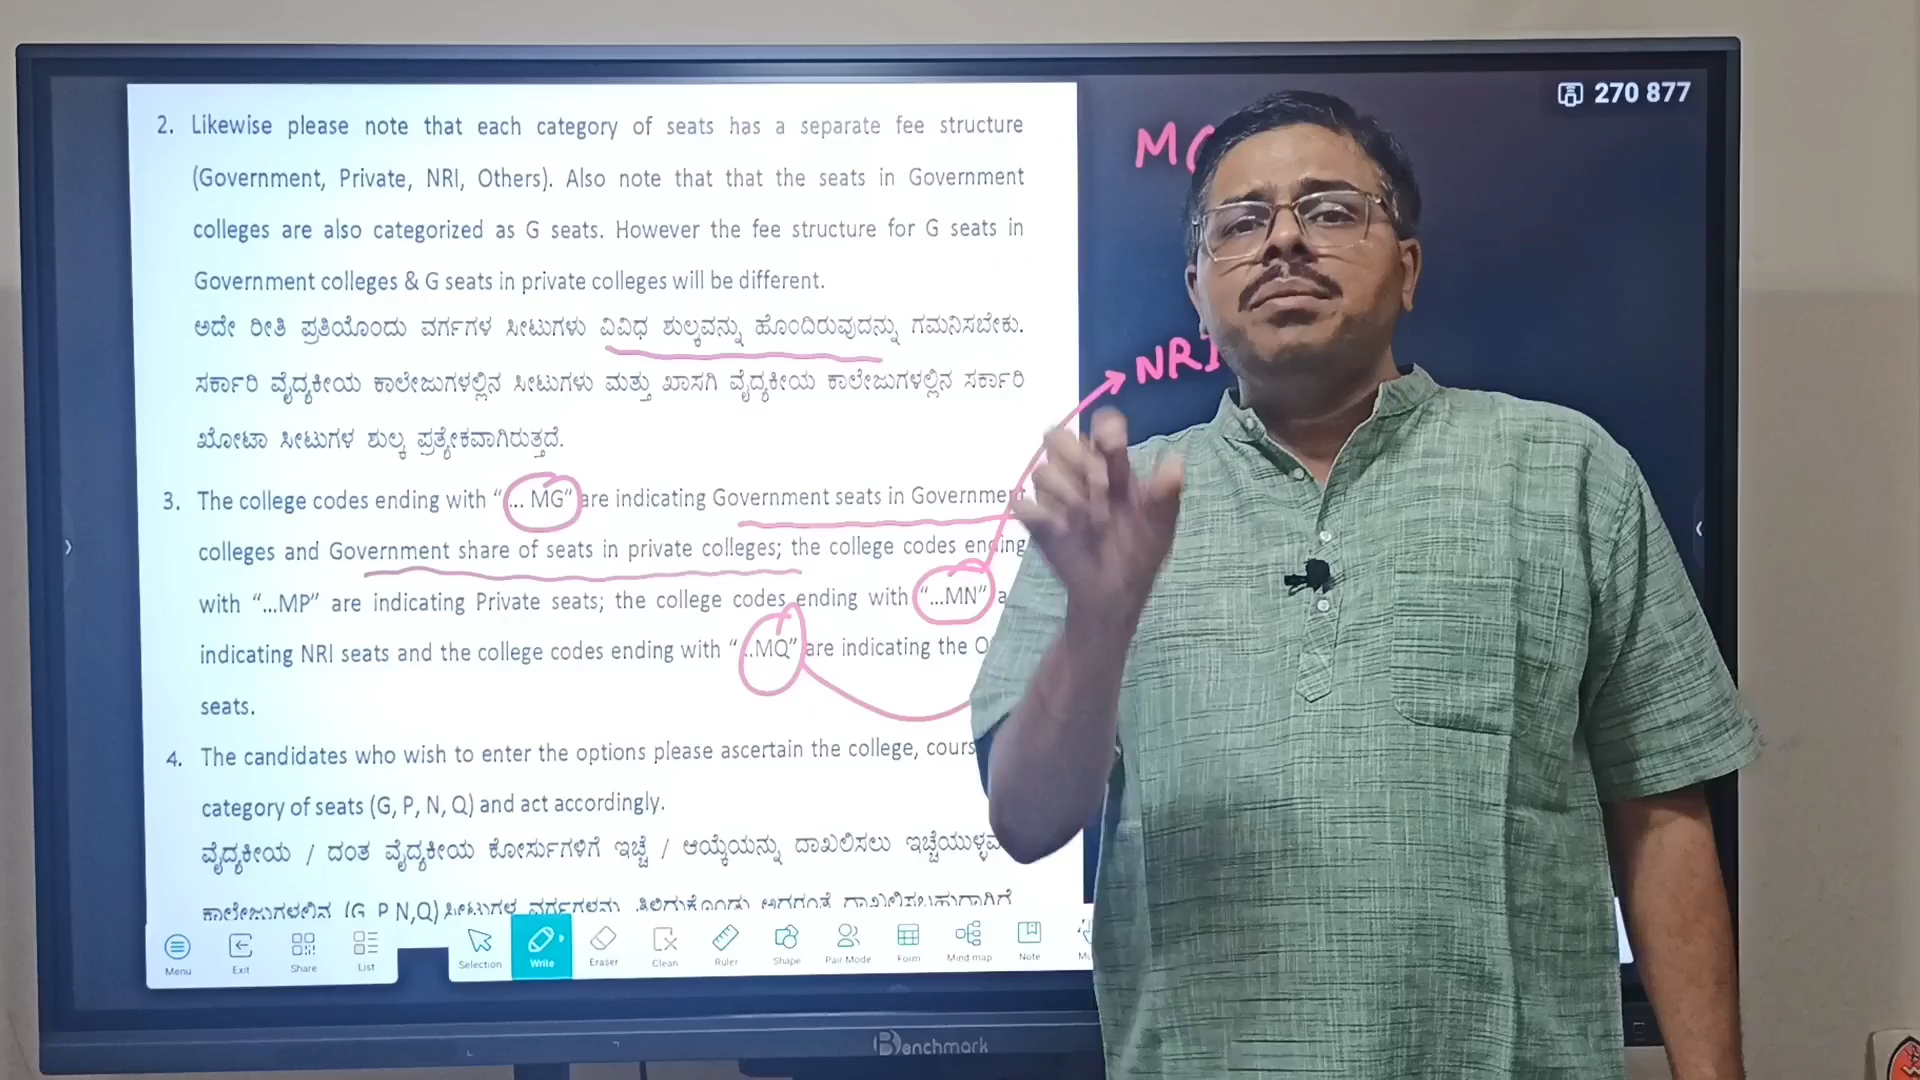 270 877
2. Likewise please note that each category of seats has a separate fee structure
(Government, Private, NRI, Others). Also note that that the seats in Government
colleges are also categorized as G seats. However the fee structure for G seats in
Government colleges & G seats in private colleges will be different.
ಅದೇ ರೀತಿ ಪ್ರತಿಯೊಂದು ವರ್ಗಗಳ ಸೀಟುಗಳು ವಿವಿಧ ಶುಲ್ಕವನ್ನು ಹೊಂದಿರುವುದನ್ನು ಗಮನಿಸಬೇಕು.
ಸರ್ಕಾರಿ ವೈದ್ಯಕೀಯ ಕಾಲೇಜುಗಳಲ್ಲಿನ ಸೀಟುಗಳು ಮತ್ತು ಖಾಸಗಿ ವೈದ್ಯಕೀಯ ಕಾಲೇಜುಗಳಲ್ಲಿನ ಸರ್ಕಾರಿ
ಖೋಟಾ ಸೀಟುಗಳ ಶುಲ್ಕ ಪ್ರತ್ಯೇಕವಾಗಿರುತ್ತದೆ.
3. The college codes ending with “... MG” are indicating Government seats in Government
colleges and Government share of seats in private colleges; the college codes ending
with “...MP” are indicating Private seats; the college codes ending with “...MN”
indicating NRI seats and the college codes ending with “...MQ” are indicating the
seats.
4. The candidates who wish to enter the options please ascertain the college,
category of seats (G, P, N, Q) and act accordingly.
ವೈದ್ಯಕೀಯ / ದಂತ ವೈದ್ಯಕೀಯ ಕೋರ್ಸುಗಳಿಗೆ ಇಚ್ಛೆ / ಆಯ್ಕೆಯನ್ನು ದಾಖಲಿಸಲು
ಕಾಲೇಜುಗಳಲ್ಲಿನ (G P N,Q) ಸೀಟುಗಳ ವರ್ಗಗಳನ್ನು
NRI
Menu Exit Share List Selection Write Eraser Clean Ruler Shape Pair Mode Form Mind map Note
Benchmark